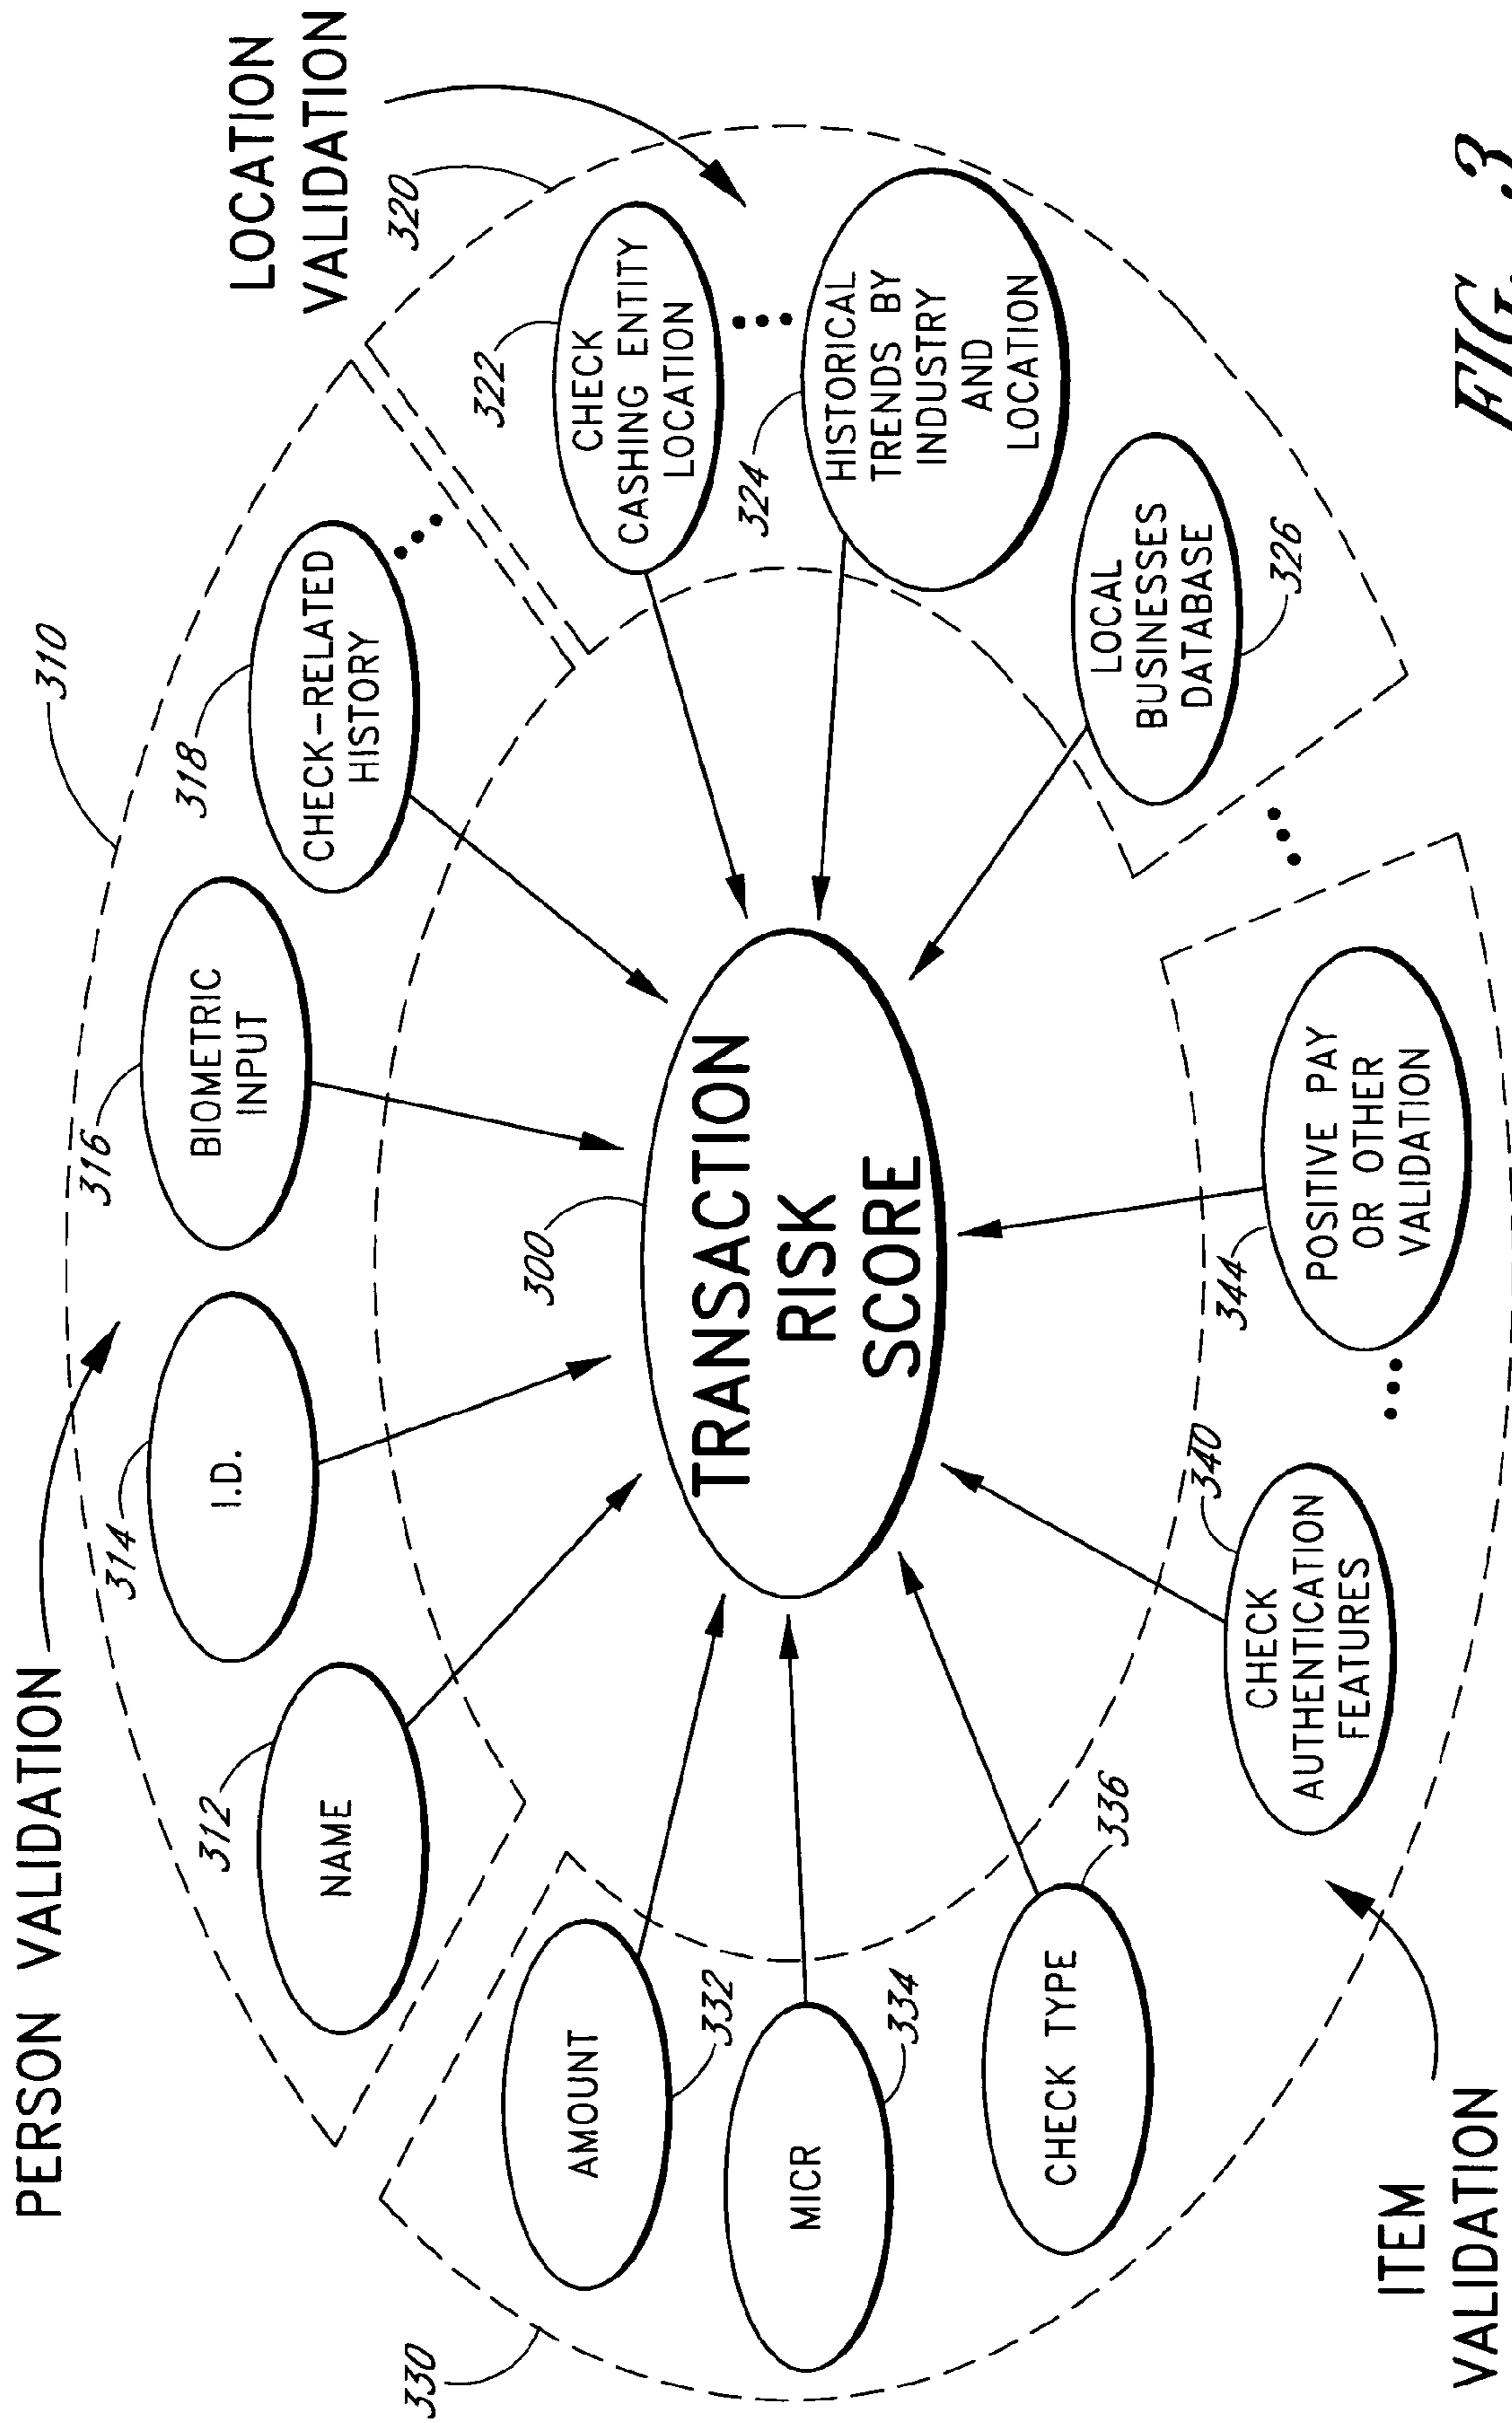 PERSON VALIDATION
310
LOCATION
VALIDATION
320
312
NAME
314
I.D.
316
BIOMETRIC
INPUT
318
CHECK-RELATED
HISTORY
322
CHECK
CASHING ENTITY
LOCATION
324
HISTORICAL
TRENDS BY
INDUSTRY
AND
LOCATION
LOCAL
BUSINESSES
DATABASE
326
300
TRANSACTION
RISK
SCORE
330
AMOUNT
332
MICR
334
CHECK TYPE
336
340
CHECK
AUTHENTICATION
FEATURES
344
POSITIVE PAY
OR OTHER
VALIDATION
ITEM
VALIDATION
FIG. 3